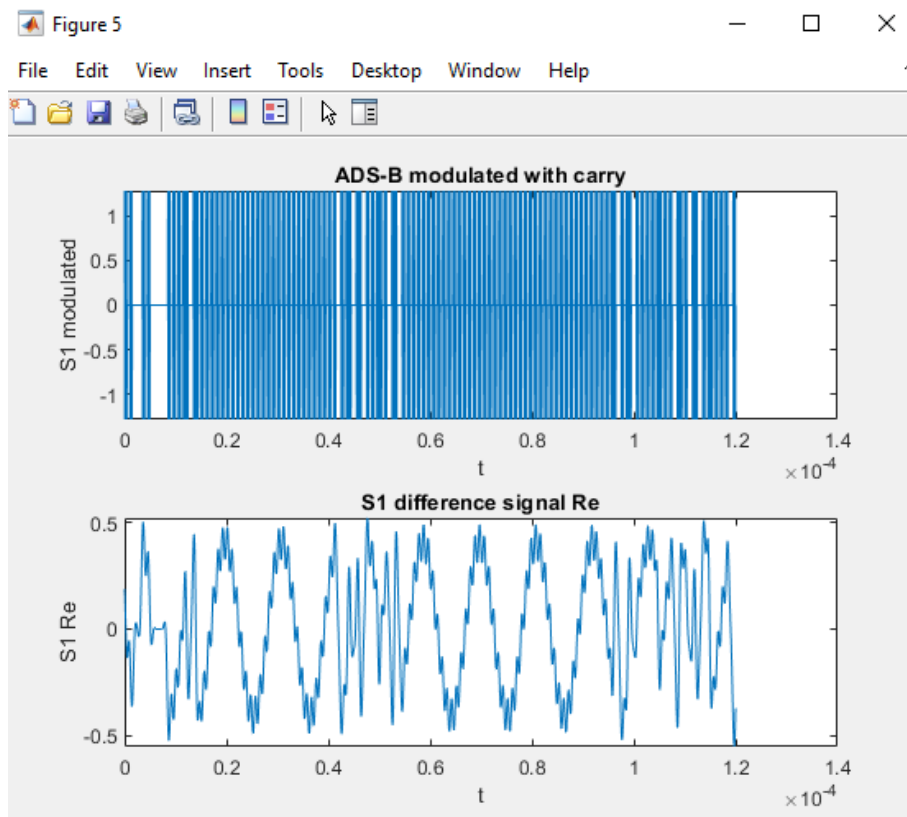 Figure 5
File Edit View Insert Tools Desktop Window Help
ADS-B modulated with carry
S1 modulated
1
0.5
0
-0.5
-1
0 0.2 0.4 0.6 0.8 1 1.2 1.4
t
×10-4
S1 difference signal Re
S1 Re
0.5
0
-0.5
0 0.2 0.4 0.6 0.8 1 1.2 1.4
t
×10-4